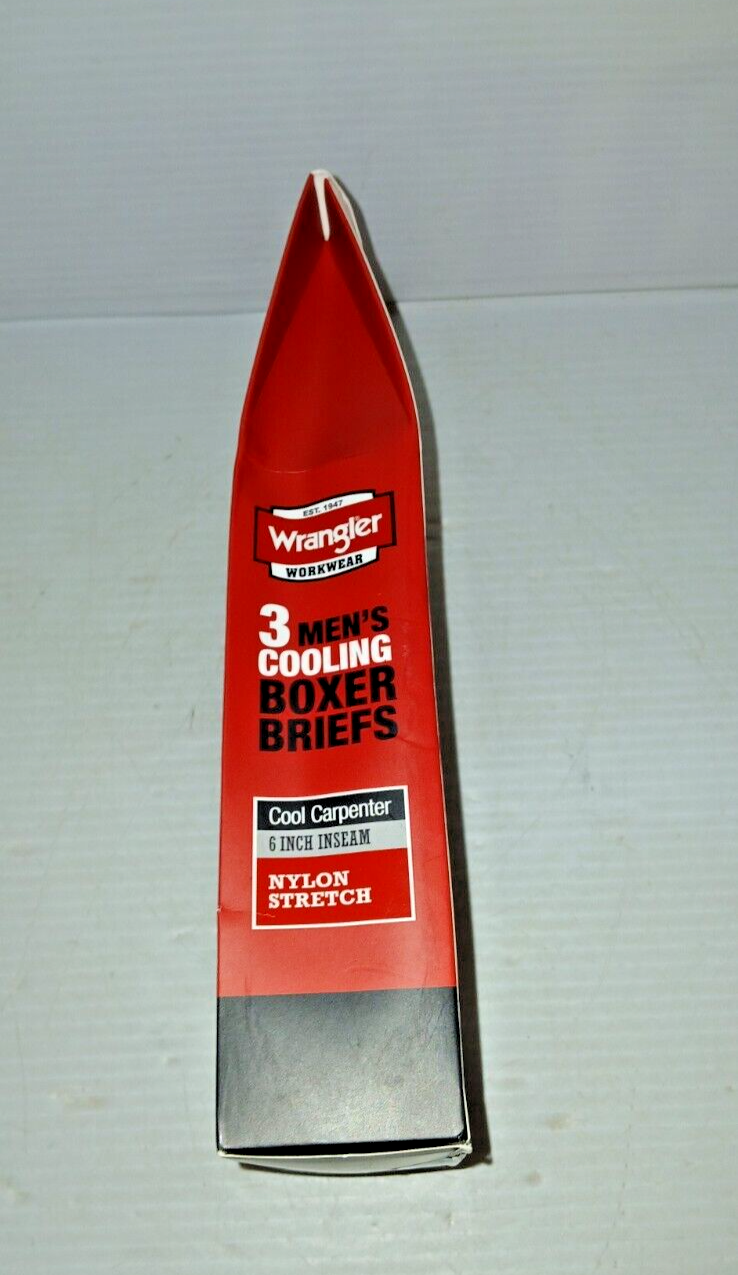 EST. 1947
Wrangler
WORKWEAR
3 MEN'S
COOLING
BOXER
BRIEFS
Cool Carpenter
6 INCH INSEAM
NYLON
STRETCH